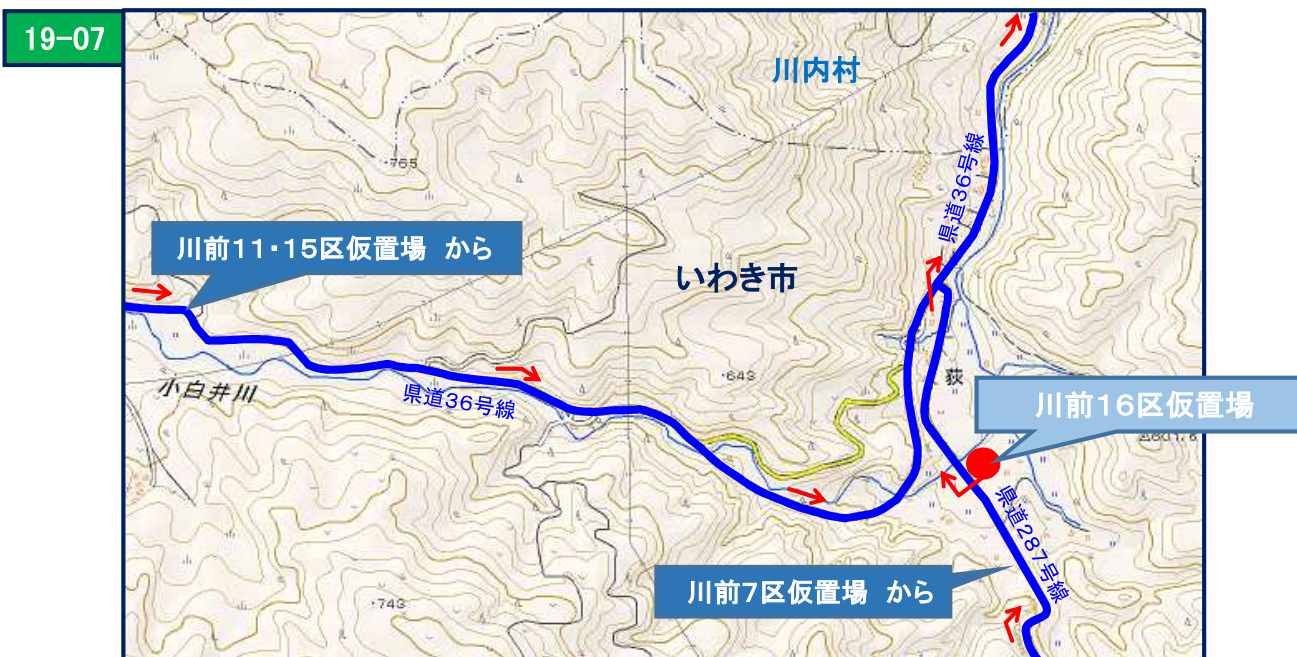 19-07
川内村
・765
県道36号線
川前11・15区仮置場 から
いわき市
小白井川
県道36号線
・643
荻
川前16区仮置場
県道287号線
川前7区仮置場 から
・743